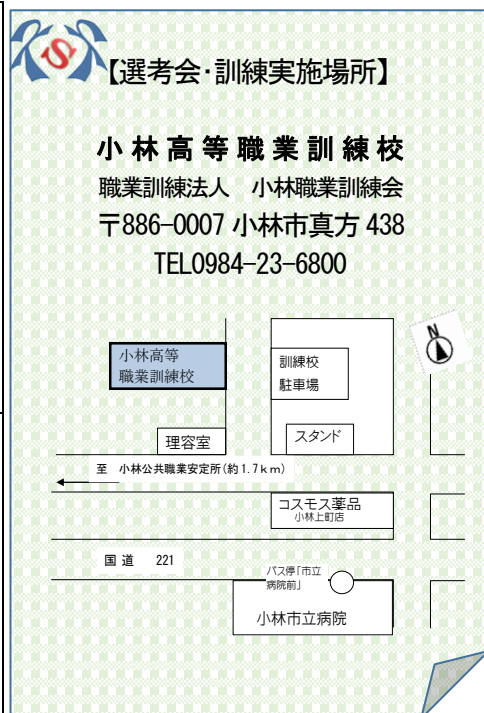 S
【選考会･訓練実施場所】
小林高等職業訓練校
職業訓練法人　小林職業訓練会
〒886-0007 小林市真方 438
TEL0984-23-6800
N
小林高等
職業訓練校
訓練校
駐車場
理容室
スタンド
至　小林公共職業安定所(約1.7ｋｍ)
コスモス薬品
小林上町店
国道　221
バス停｢市立
病院前｣
小林市立病院